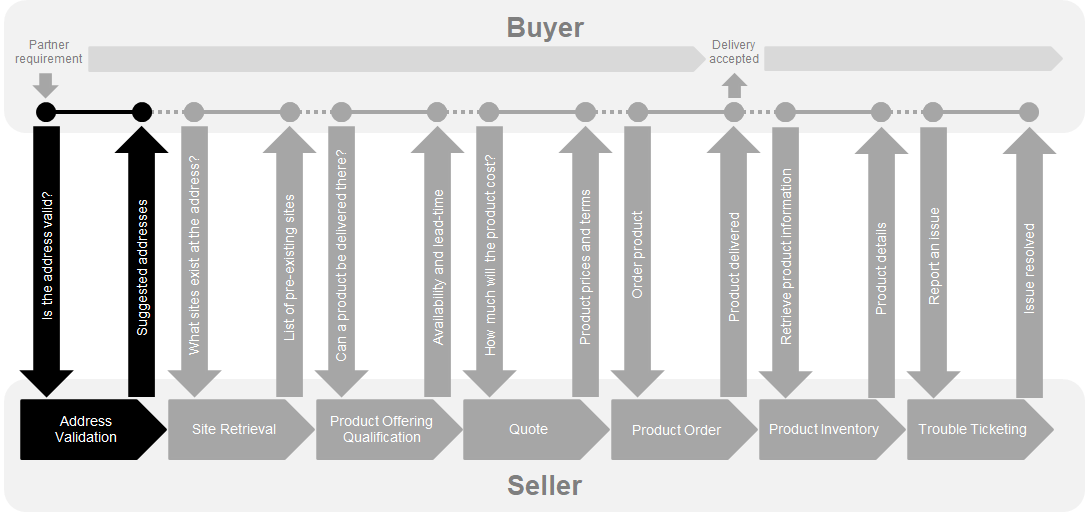 Buyer
Partner
requirement
Delivery
accepted
Is the address valid?
Suggested addresses
What sites exist at the address?
List of pre-existing sites
Can a product be delivered there?
Availability and lead-time
How much will the product cost?
Product prices and terms
Order product
Product delivered
Retrieve product information
Product details
Report an issue
Issue resolved
Address
Validation
Site Retrieval
Product Offering
Qualification
Quote
Product Order
Product Inventory
Trouble Ticketing
Seller